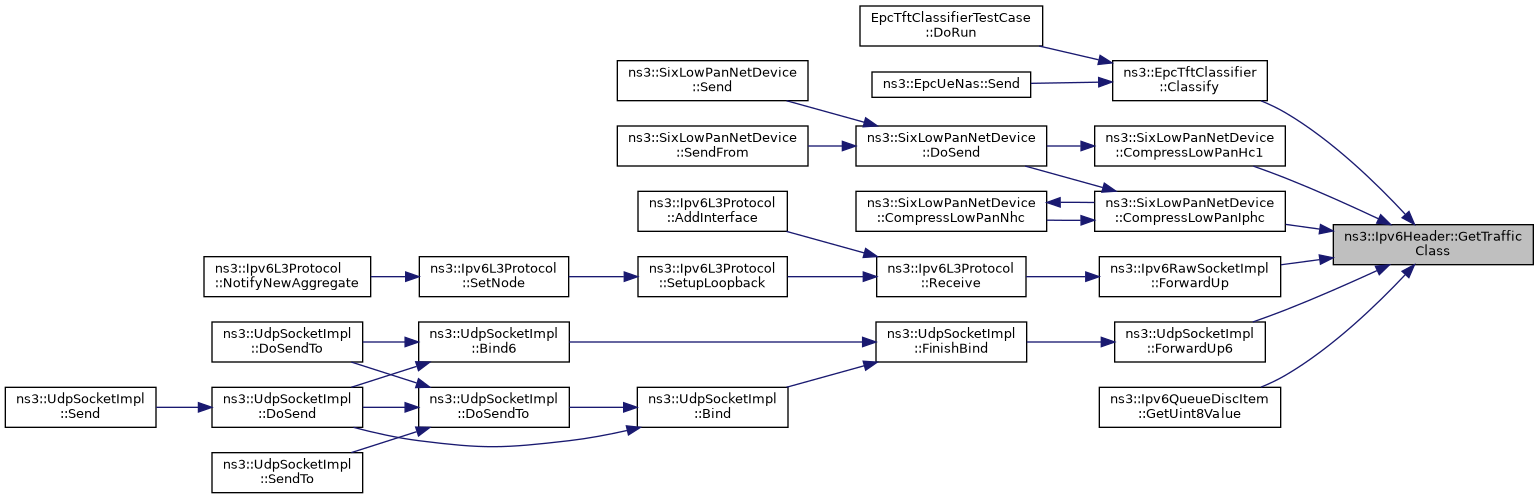 EpcTftClassifierTestCase
::DoRun
ns3::SixLowPanNetDevice
::Send
ns3::EpcUeNas::Send
ns3::EpcTftClassifier
::Classify
ns3::SixLowPanNetDevice
::SendFrom
ns3::SixLowPanNetDevice
::DoSend
ns3::SixLowPanNetDevice
::CompressLowPanHc1
ns3::Ipv6L3Protocol
::AddInterface
ns3::SixLowPanNetDevice
::CompressLowPanNhc
ns3::SixLowPanNetDevice
::CompressLowPanIphc
ns3::Ipv6Header::GetTraffic
Class
ns3::Ipv6L3Protocol
::NotifyNewAggregate
ns3::Ipv6L3Protocol
::SetNode
ns3::Ipv6L3Protocol
::SetupLoopback
ns3::Ipv6L3Protocol
::Receive
ns3::Ipv6RawSocketImpl
::ForwardUp
ns3::UdpSocketImpl
::DoSendTo
ns3::UdpSocketImpl
::Bind6
ns3::UdpSocketImpl
::FinishBind
ns3::UdpSocketImpl
::ForwardUp6
ns3::UdpSocketImpl
::Send
ns3::UdpSocketImpl
::DoSend
ns3::UdpSocketImpl
::DoSendTo
ns3::UdpSocketImpl
::Bind
ns3::Ipv6QueueDiscItem
::GetUint8Value
ns3::UdpSocketImpl
::SendTo